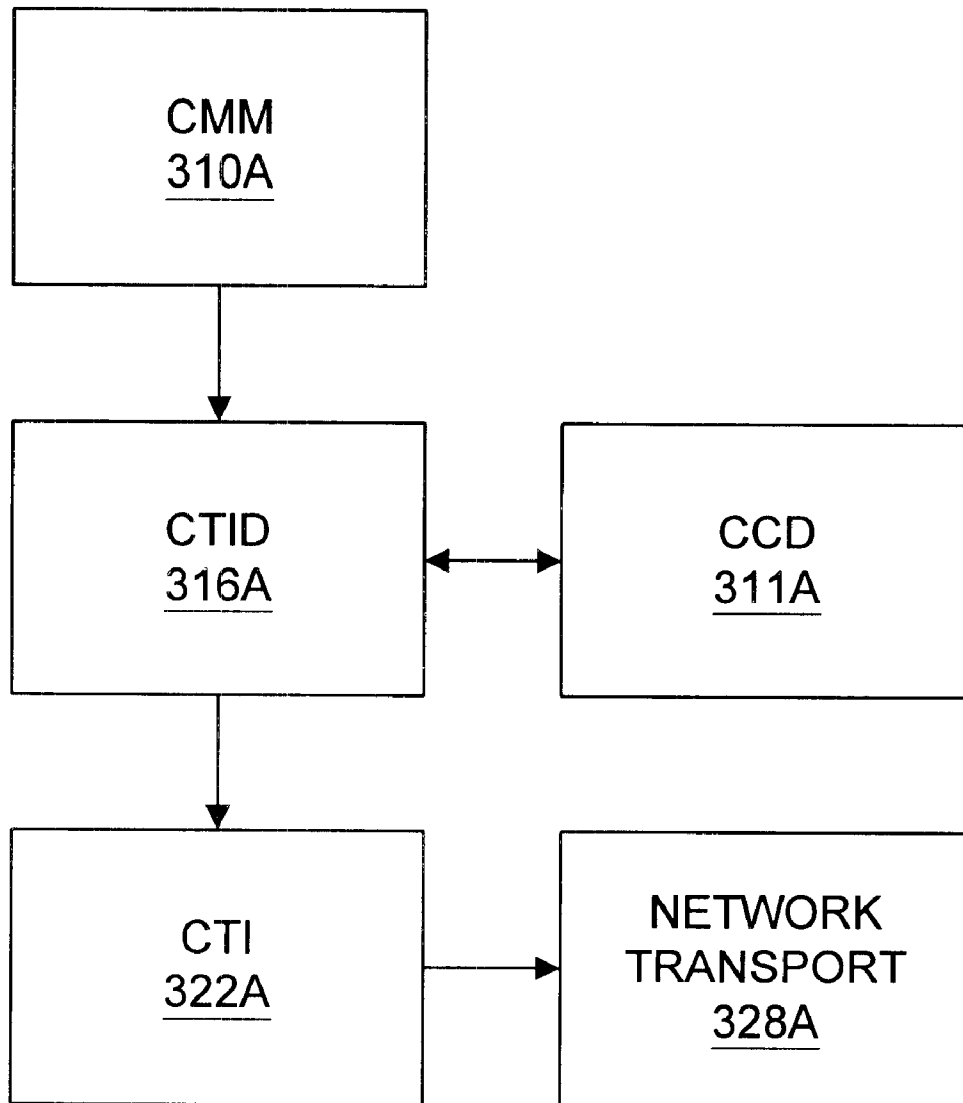 CMM
310A
CTID
316A
CCD
311A
CTI
322A
NETWORK
TRANSPORT
328A